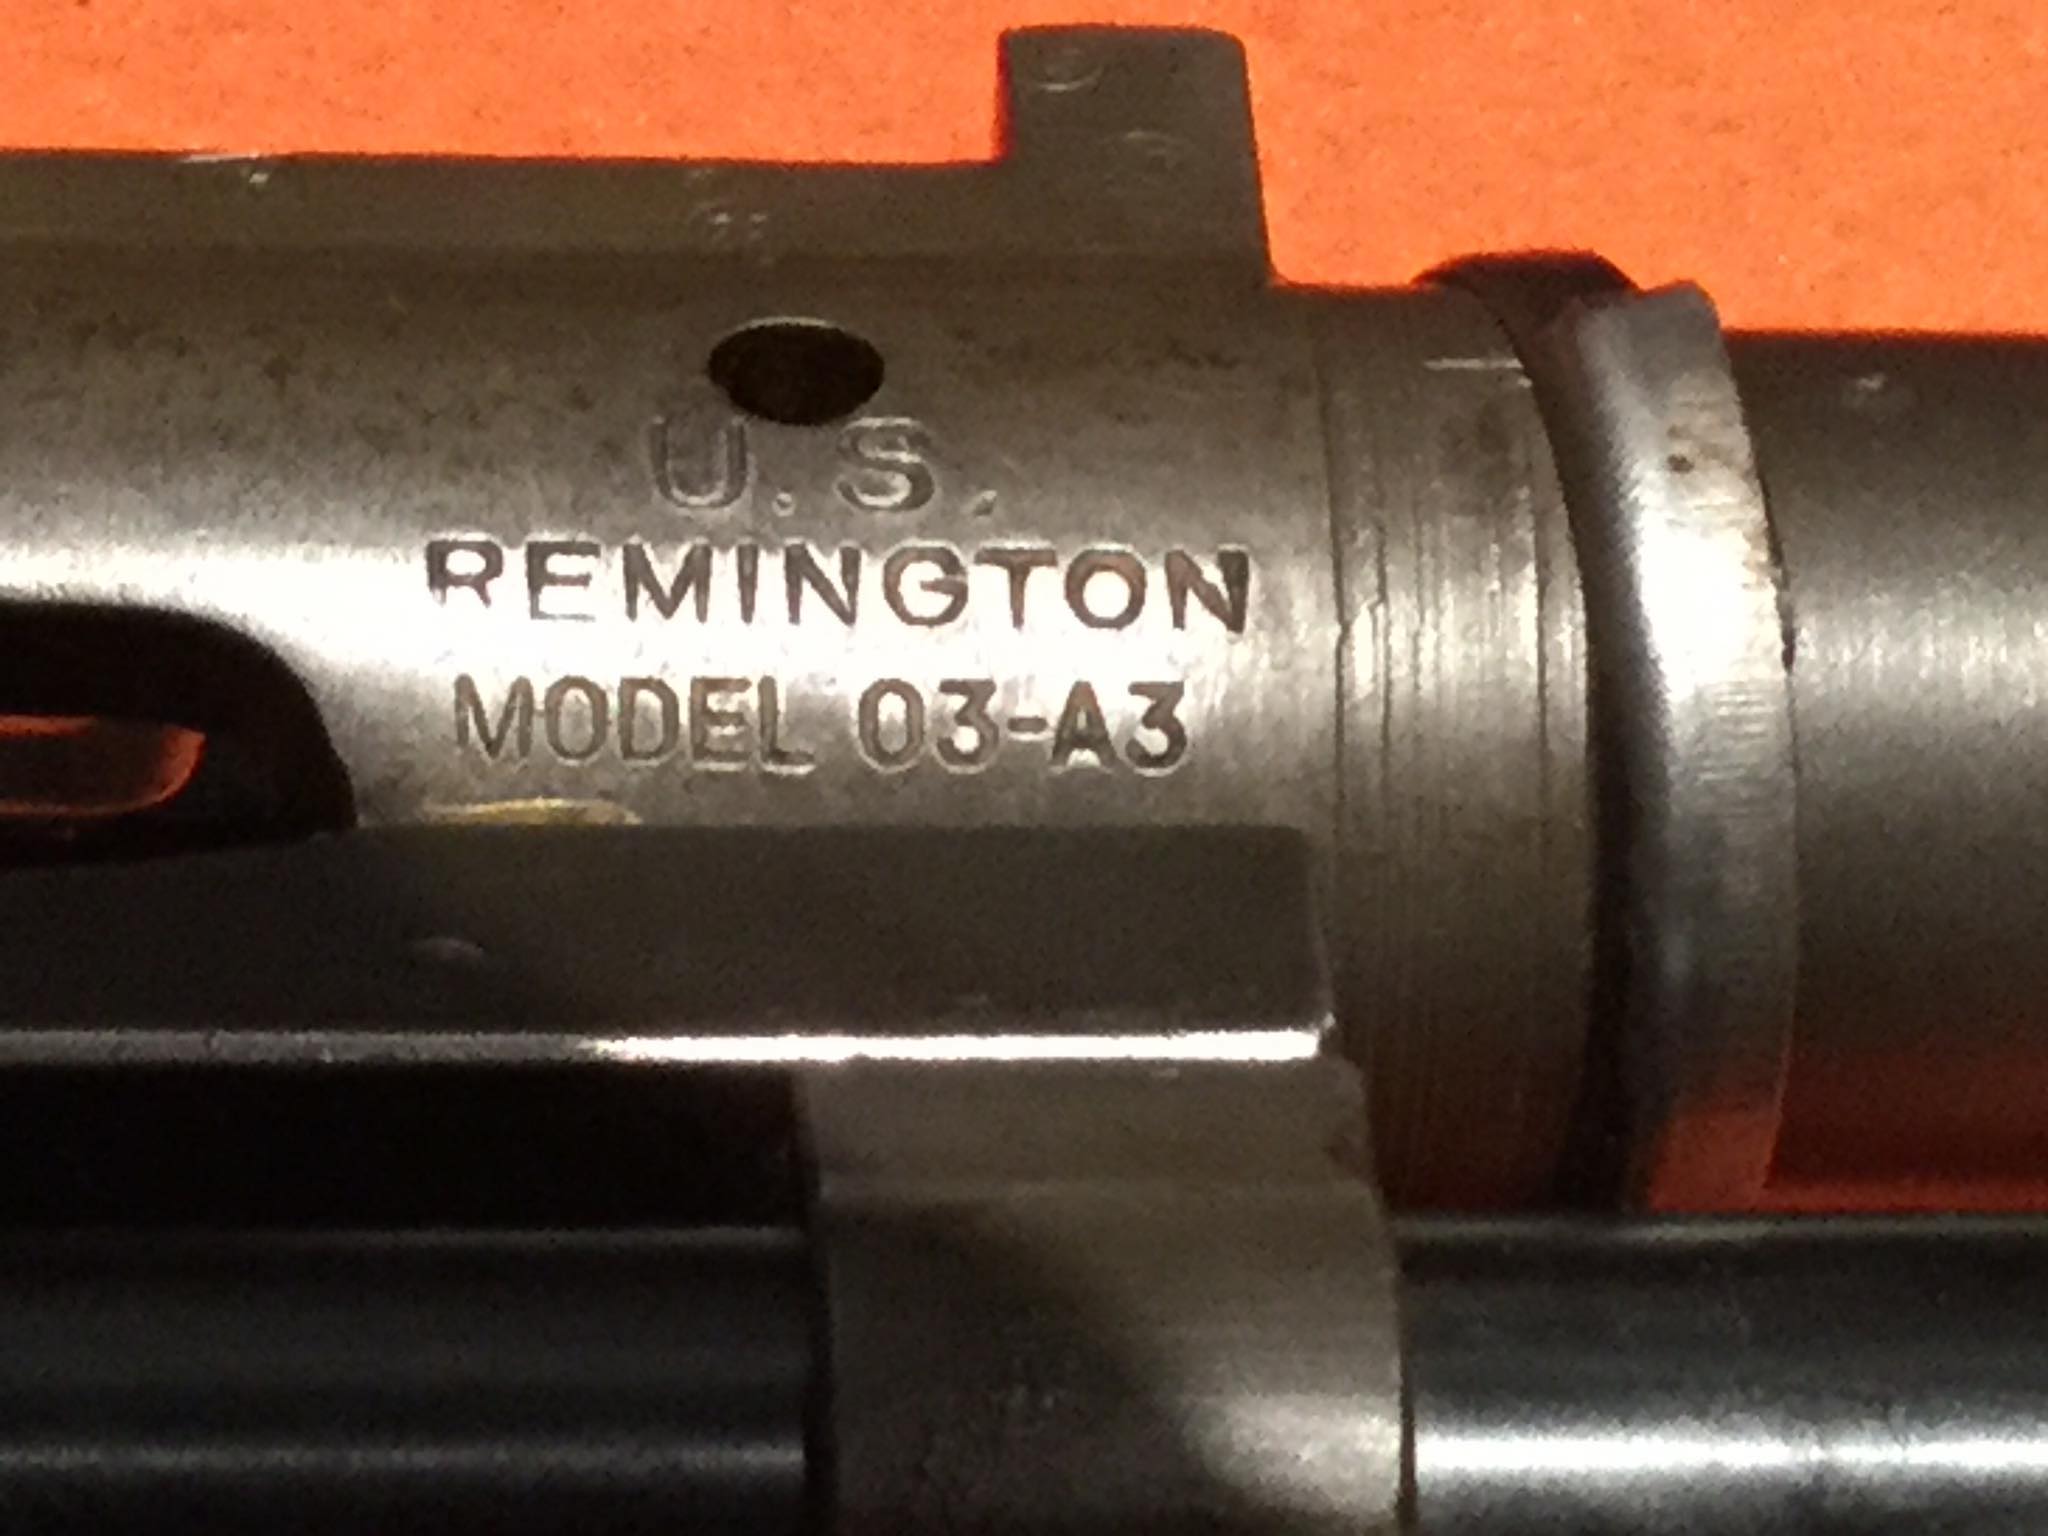 U.S.
REMINGTON
MODEL 03-A3